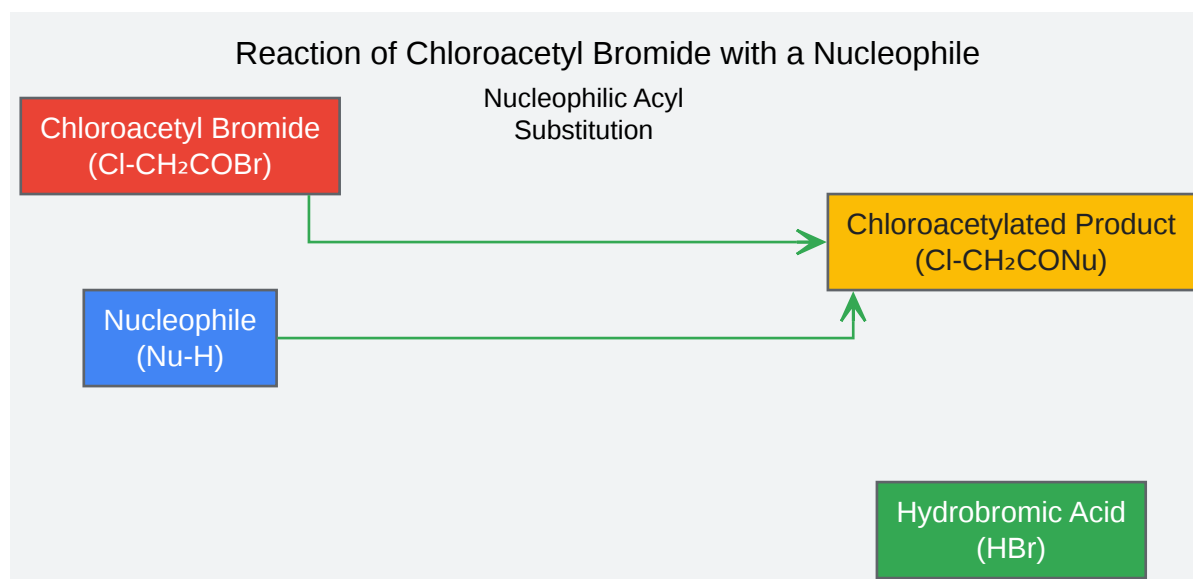 Reaction of Chloroacetyl Bromide with a Nucleophile
Nucleophilic Acyl
Substitution
Chloroacetyl Bromide
(Cl-CH₂COBr)
Chloroacetylated Product
(Cl-CH₂CONu)
Nucleophile
(Nu-H)
Hydrobromic Acid
(HBr)